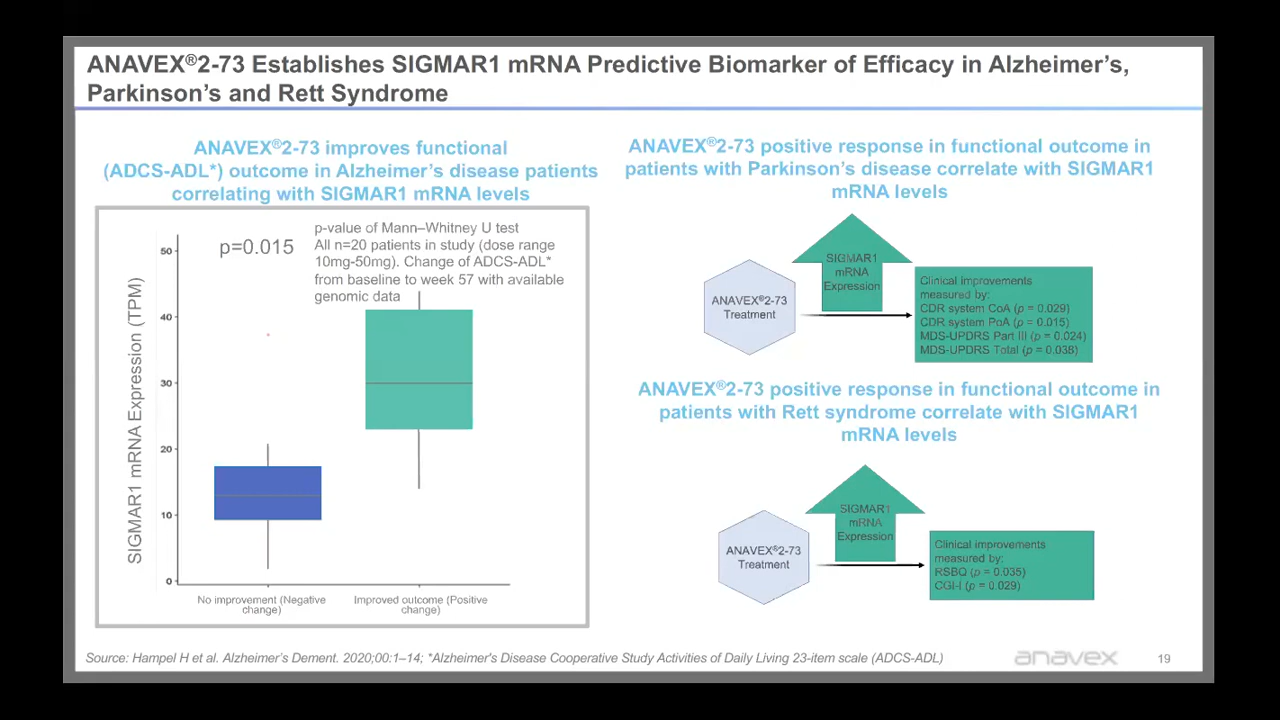 ANAVEX®2-73 Establishes SIGMAR1 mRNA Predictive Biomarker of Efficacy in Alzheimer's,
Parkinson's and Rett Syndrome
ANAVEX®2-73 improves functional
(ADCS-ADL*) outcome in Alzheimer's disease patients
correlating with SIGMAR1 mRNA levels
p=0.015
p-value of Mann–Whitney U test
All n=20 patients in study (dose range
10mg-50mg). Change of ADCS-ADL*
from baseline to week 57 with available
genomic data
SIGMAR1 mRNA Expression (TPM)
50
40
30
20
10
0
No improvement (Negative
change)
Improved outcome (Positive
change)
ANAVEX®2-73 positive response in functional outcome in
patients with Parkinson's disease correlate with SIGMAR1
mRNA levels
SIGMAR1
mRNA
Expression
ANAVEX®2-73
Treatment
Clinical improvements
measured by:
CDR system CoA (p = 0.029)
CDR system PoA (p = 0.015)
MDS-UPDRS Part III (p = 0.024)
MDS-UPDRS Total (p = 0.038)
ANAVEX®2-73 positive response in functional outcome in
patients with Rett syndrome correlate with SIGMAR1
mRNA levels
SIGMAR1
mRNA
Expression
ANAVEX®2-73
Treatment
Clinical improvements
measured by:
RSBQ (p = 0.035)
CGI-I (p = 0.029)
Source: Hampel H et al. Alzheimer's Dement. 2020;00:1–14; *Alzheimer's Disease Cooperative Study Activities of Daily Living 23-item scale (ADCS-ADL)
anavex
19